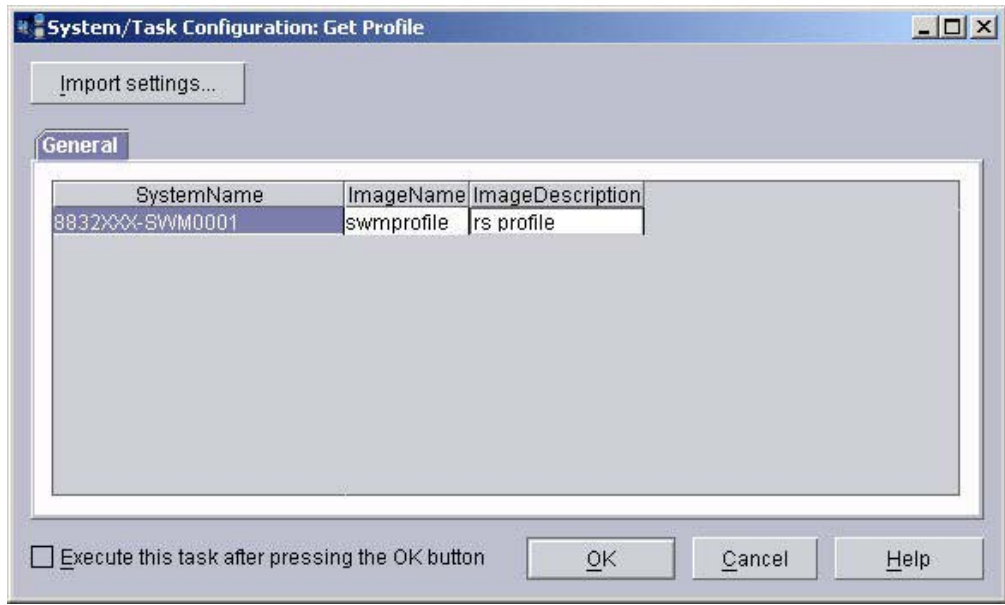 System/Task Configuration: Get Profile
Import settings...
General
SystemName ImageName ImageDescription
8832XXX-SWM0001 swmprofile rs profile
Execute this task after pressing the OK button OK Cancel Help